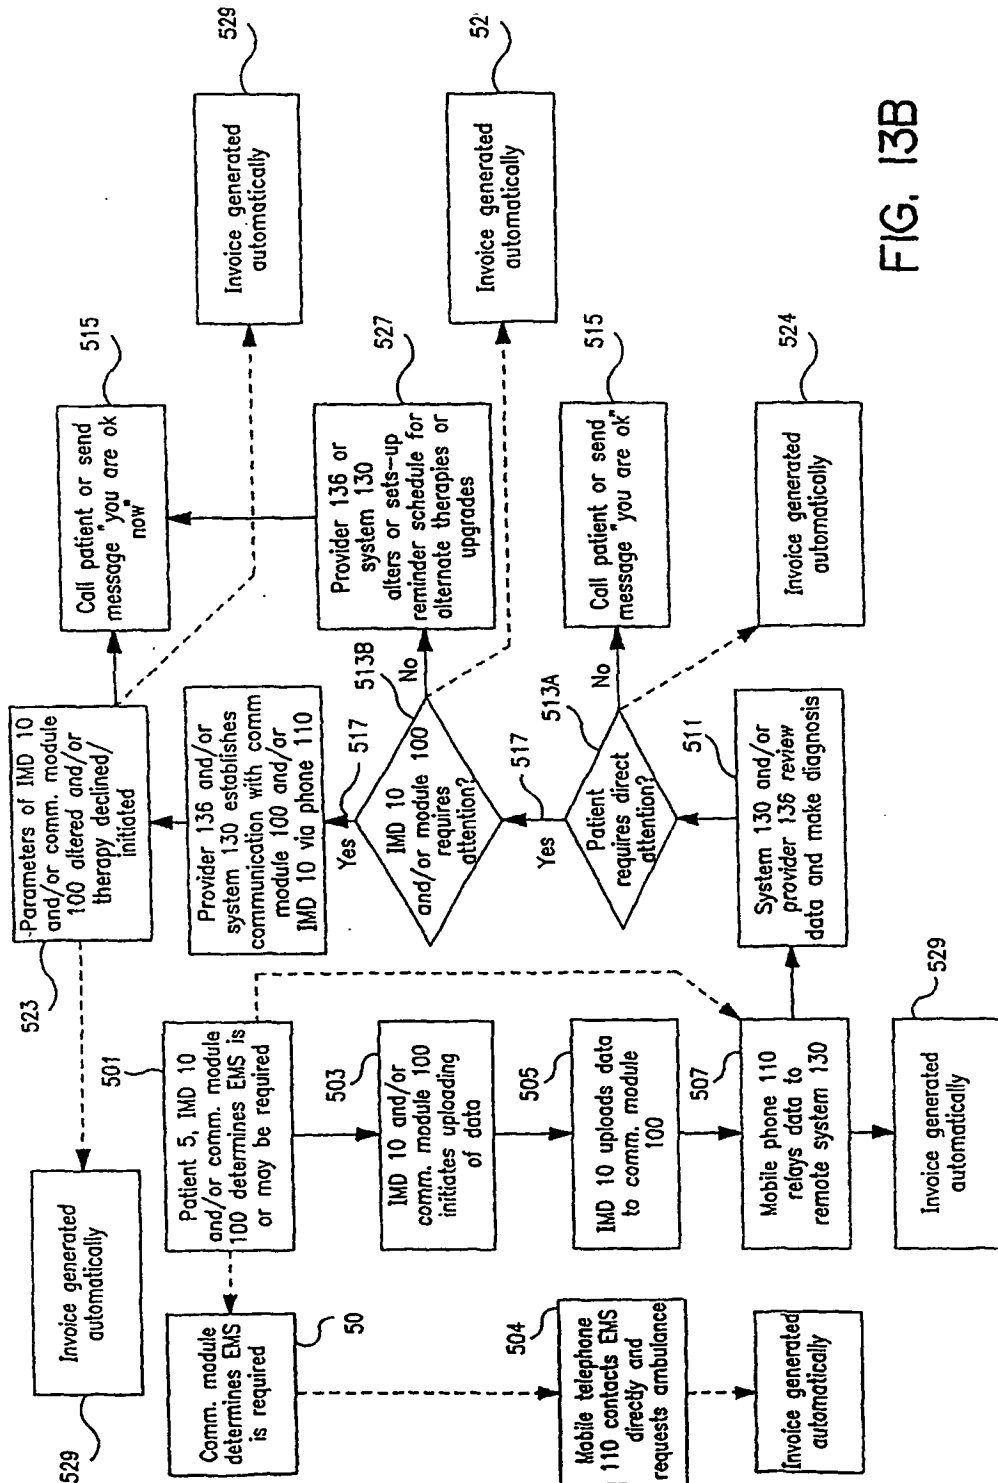 529
Invoice generated
automatically
523
-Parameters of IMD 10
and/or comm. module
100 altered and/or
therapy declined/
initiated
Call patient or send
message "you are ok"
now
515
Invoice generated
automatically
529
501
Patient 5, IMD 10
and/or comm. module
100 determines EMS is
or may be required
Provider 136 and/or
system 130 establishes
communication with comm
module 100 and/or
IMD 10 via phone 110
517
Yes
Provider 136 or
system 130
alters or sets-up
reminder schedule for
alternate therapies or
upgrades
527
Comm. module
determines EMS
is required
50
503
IMD 10 and/or
comm. module 100
initiates uploading
of data
IMD 10
and/or module 100
requires
attention?
513B
No
Invoice generated
automatically
52
505
IMD 10 uploads data
to comm. module
100
517
Yes
Patient
requires direct
attention?
513A
No
Call patient or send
message "you are ok"
515
504
Mobile telephone
110 contacts EMS
directly and
requests ambulance
507
Mobile phone 110
relays data to
remote system 130
System 130 and/or
provider 136 review
data and make diagnosis
511
Invoice generated
automatically
524
Invoice generated
automatically
Invoice generated
automatically
529
FIG. 13B